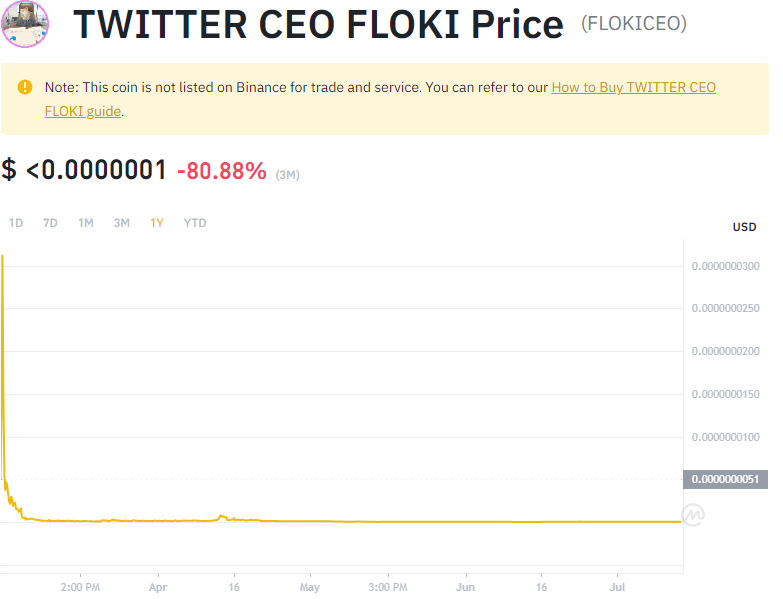 TWITTER CEO FLOKI Price (FLOKICEO)
Note: This coin is not listed on Binance for trade and service. You can refer to our How to Buy TWITTER CEO
FLOKI guide.
$ <0.0000001 -80.88% (3M)
1D 7D 1M 3M 1Y YTD
USD
0.0000000300
0.0000000250
0.0000000200
0.0000000150
0.0000000100
0.0000000051
2:00 PM Apr 16 May 3:00 PM Jun 16 Jul